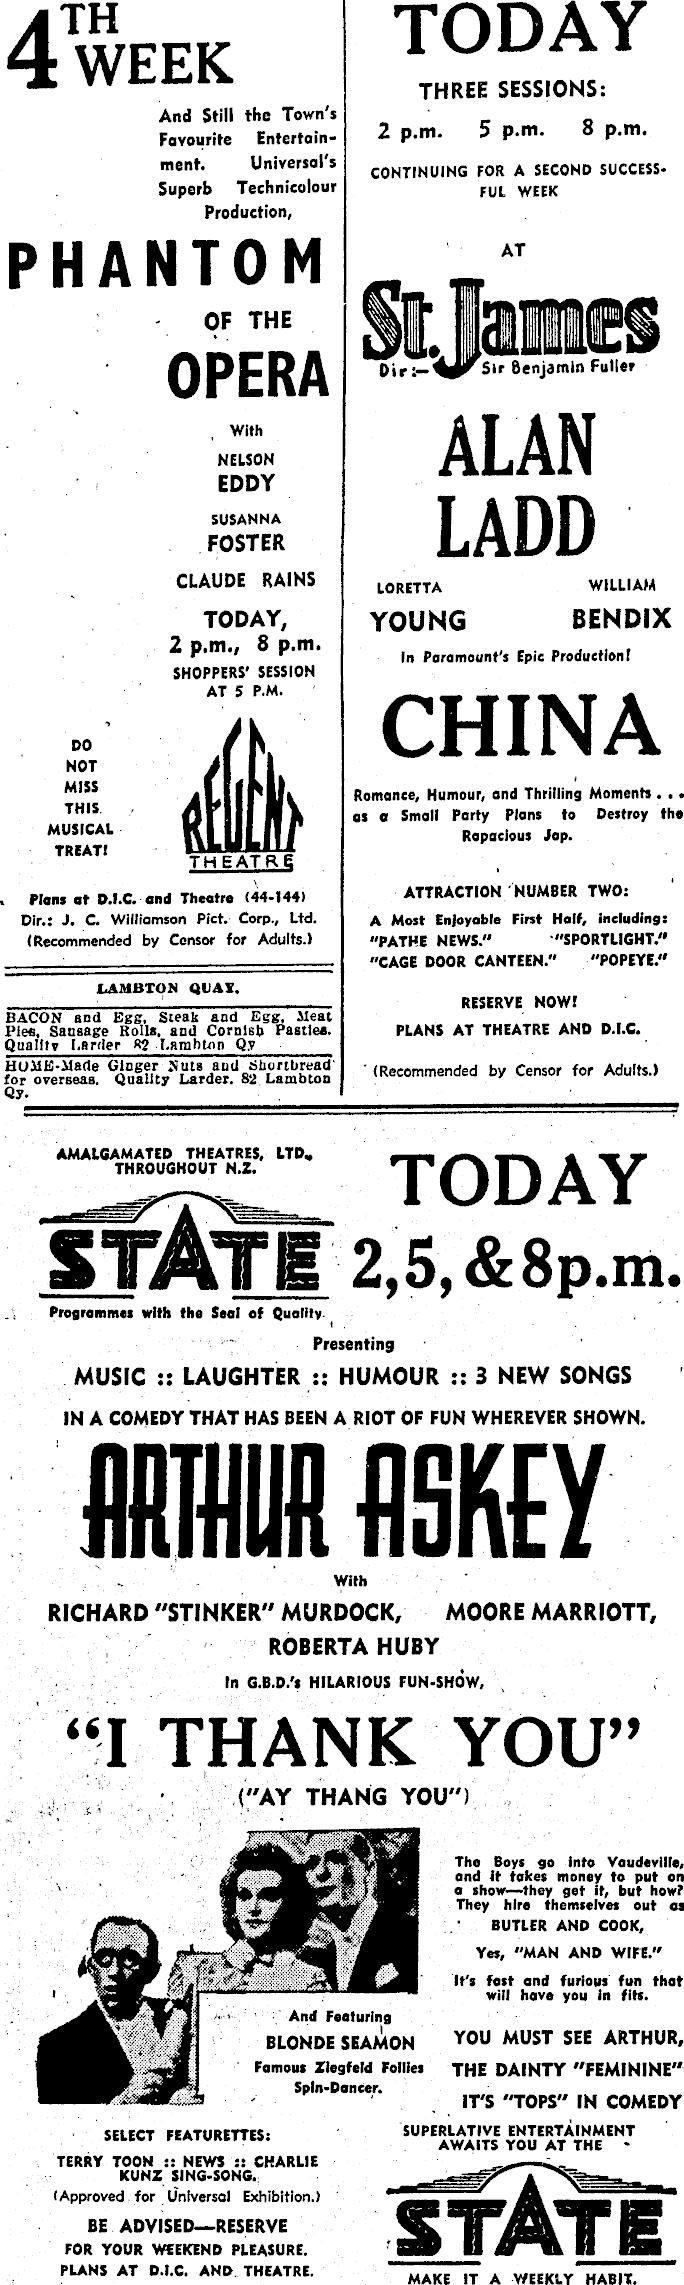 4TH
WEEK
And Still the Town's
Favourite Entertain-
ment. Universal's
Superb Technicolour
Production,
PHANTOM
OF THE
OPERA
With
NELSON
EDDY
SUSANNA
FOSTER
CLAUDE RAINS
TODAY,
2 p.m., 8 p.m.
SHOPPERS' SESSION
AT 5 P.M.
DO
NOT
MISS
THIS
MUSICAL
TREAT!
REGENT
THEATRE
Plans at D.I.C. and Theatre (44-144)
Dir.: J. C. Williamson Pict. Corp., Ltd.
(Recommended by Censor for Adults.)
LAMBTON QUAY.
BACON and Egg, Steak and Egg, Meat
Pies, Sausage Rolls, and Cornish Pasties.
Quality Larder 82 Lambton Qy
HOME-Made Ginger Nuts and Shortbread
for overseas. Quality Larder. 82 Lambton
Qy.
TODAY
THREE SESSIONS:
2 p.m. 5 p.m. 8 p.m.
CONTINUING FOR A SECOND SUCCESS-
FUL WEEK
AT
St. James
Dir:- Sir Benjamin Fuller
ALAN
LADD
LORETTA WILLIAM
YOUNG BENDIX
In Paramount's Epic Production!
CHINA
Romance, Humour, and Thrilling Moments . . .
as a Small Party Plans to Destroy the
Rapacious Jap.
ATTRACTION NUMBER TWO:
A Most Enjoyable First Half, including:
"PATHE NEWS." "SPORTLIGHT."
"CAGE DOOR CANTEEN." "POPEYE."
RESERVE NOW!
PLANS AT THEATRE AND D.I.C.
(Recommended by Censor for Adults.)
AMALGAMATED THEATRES, LTD.,
THROUGHOUT N.Z.
STATE
Programmes with the Seal of Quality.
TODAY
2, 5, & 8 p.m.
Presenting
MUSIC :: LAUGHTER :: HUMOUR :: 3 NEW SONGS
IN A COMEDY THAT HAS BEEN A RIOT OF FUN WHEREVER SHOWN.
ARTHUR ASKEY
With
RICHARD "STINKER" MURDOCK, MOORE MARRIOTT,
ROBERTA HUBY
In G.B.D.'s HILARIOUS FUN-SHOW,
"I THANK YOU"
("AY THANG YOU")
The Boys go into Vaudeville,
and it takes money to put on
a show—they get it, but how?
They hire themselves out as
BUTLER AND COOK,
Yes, "MAN AND WIFE."
It's fast and furious fun that
will have you in fits.
And Featuring
BLONDE SEAMON
Famous Ziegfeld Follies
Spin-Dancer.
YOU MUST SEE ARTHUR,
THE DAINTY "FEMININE"
IT'S "TOPS" IN COMEDY
SELECT FEATURETTES:
TERRY TOON :: NEWS :: CHARLIE
KUNZ SING-SONG.
(Approved for Universal Exhibition.)
BE ADVISED—RESERVE
FOR YOUR WEEKEND PLEASURE.
PLANS AT D.I.C. AND THEATRE.
SUPERLATIVE ENTERTAINMENT
AWAITS YOU AT THE
STATE
MAKE IT A WEEKLY HABIT.